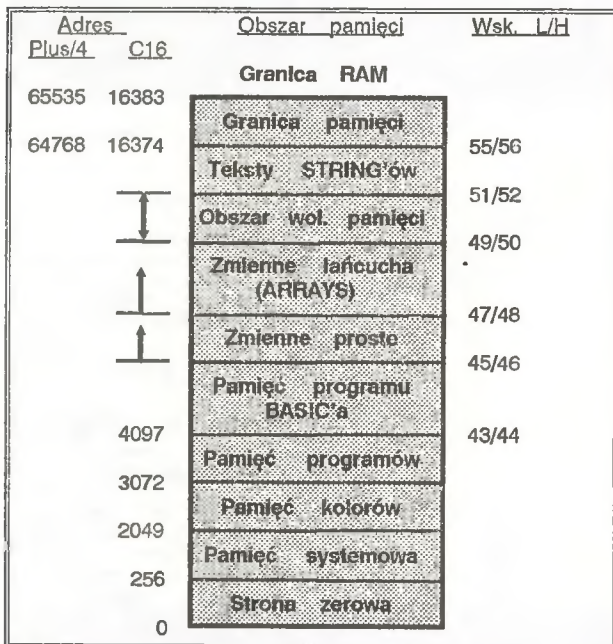 Adres Obszar pamięci Wsk. L/H
Plus/4 C16
Granica RAM
65535 16383
Granica pamięci
64768 16374 55/56
Teksty STRING'ów
51/52
Obszar wol. pamięci
49/50
Zmienne łańcucha
(ARRAYS)
47/48
Zmienne proste
45/46
Pamięć programu
BASIC'a
4097 43/44
Pamięć programów
3072
Pamięć kolorów
2049
Pamięć systemowa
256
Strona zerowa
0